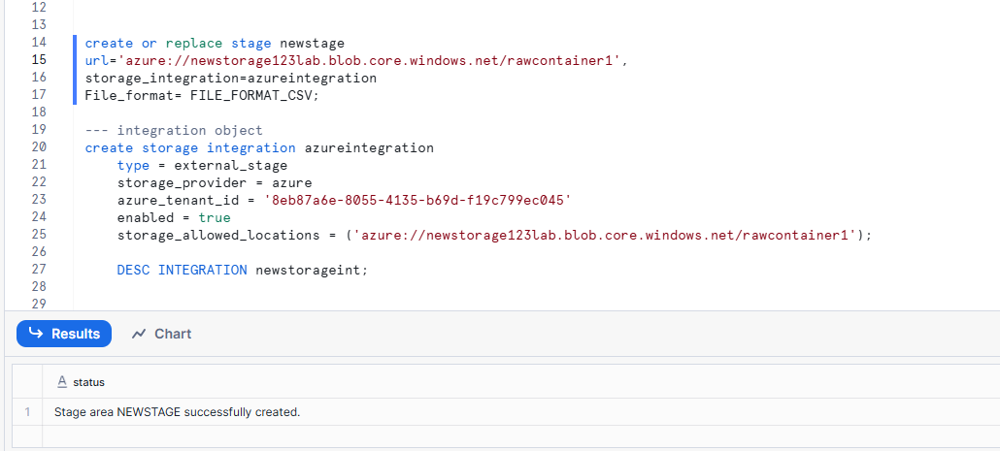 12
13
14 create or replace stage newstage
15 url='azure://newstorage123lab.blob.core.windows.net/rawcontainer1',
16 storage_integration=azureintegration
17 File_format= FILE_FORMAT_CSV;
18
19 --- integration object
20 create storage integration azureintegration
21 type = external_stage
22 storage_provider = azure
23 azure_tenant_id = '8eb87a6e-8055-4135-b69d-f19c799ec045'
24 enabled = true
25 storage_allowed_locations = ('azure://newstorage123lab.blob.core.windows.net/rawcontainer1');
26
27 DESC INTEGRATION newstorageint;
28
29
Results Chart
A status
1 Stage area NEWSTAGE successfully created.